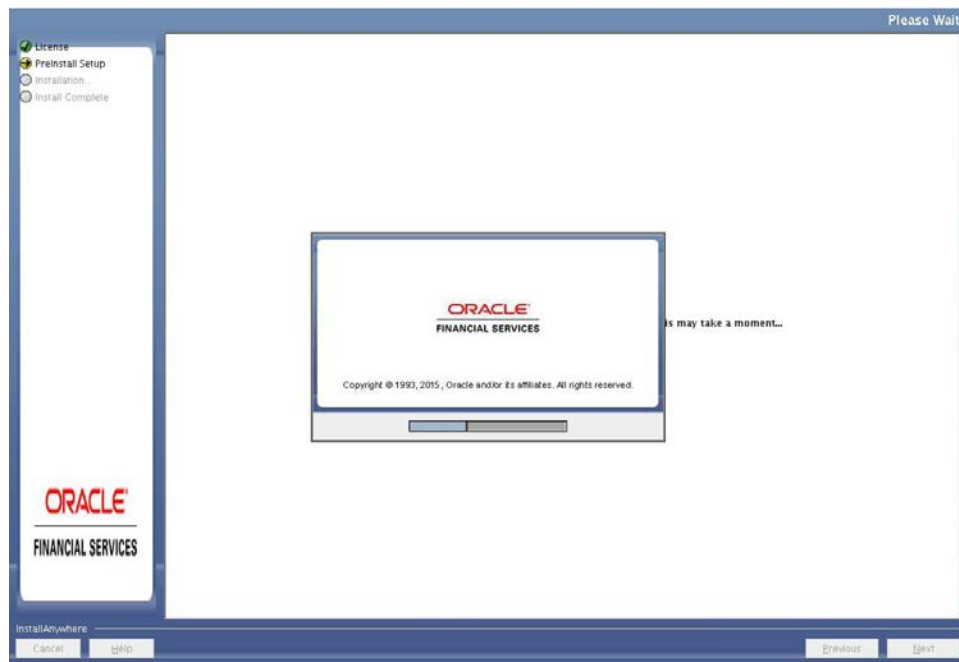 Please Wait
License
Preinstall Setup
Installation...
Install Complete
ORACLE
FINANCIAL SERVICES
is may take a moment...
Copyright © 1993, 2015, Oracle and/or its affiliates. All rights reserved.
ORACLE
FINANCIAL SERVICES
InstallAnywhere
Cancel
Help
Previous
Next